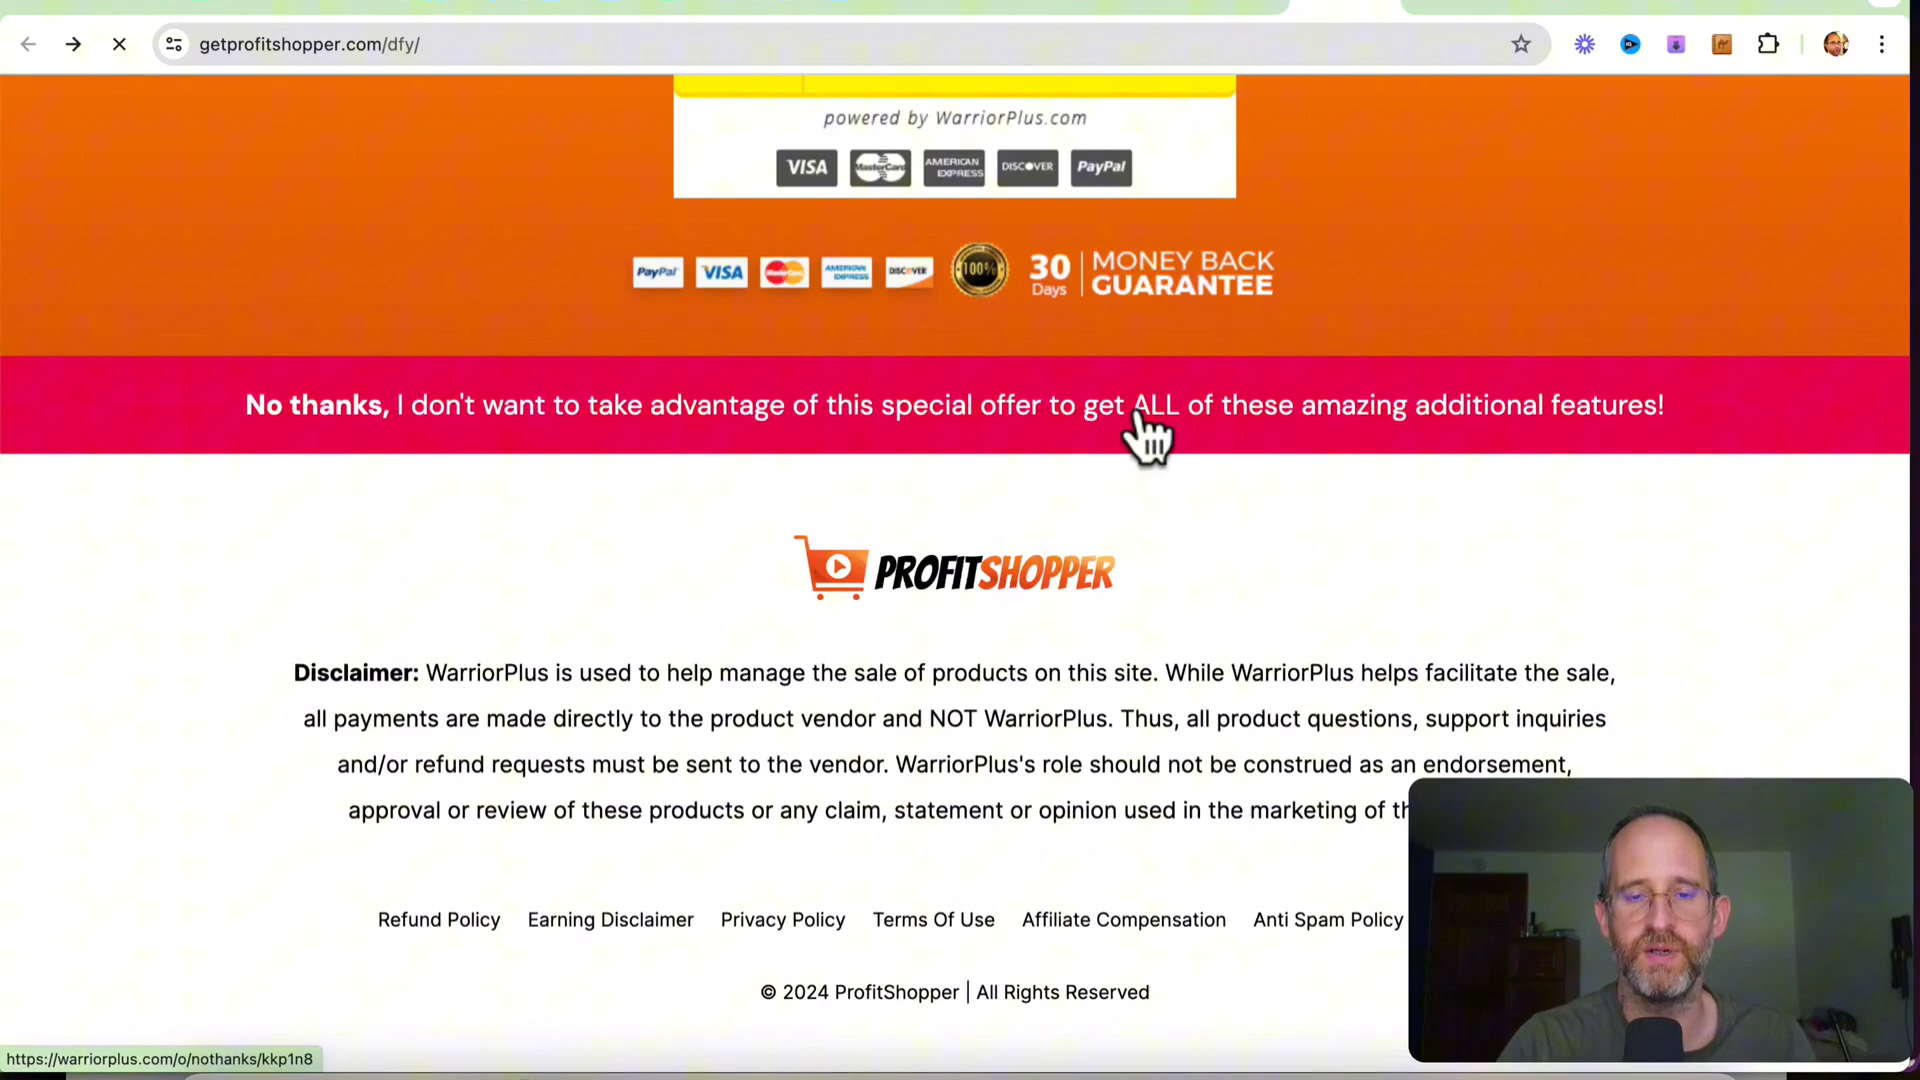 getprofitshopper.com/dfy/
powered by WarriorPlus.com
VISA MasterCard AMERICAN EXPRESS DISCOVER PayPal
PayPal VISA MasterCard AMERICAN EXPRESS DISCOVER 100% 30 Days MONEY BACK GUARANTEE
No thanks, I don't want to take advantage of this special offer to get ALL of these amazing additional features!
PROFITSHOPPER
Disclaimer: WarriorPlus is used to help manage the sale of products on this site. While WarriorPlus helps facilitate the sale,
all payments are made directly to the product vendor and NOT WarriorPlus. Thus, all product questions, support inquiries
and/or refund requests must be sent to the vendor. WarriorPlus's role should not be construed as an endorsement,
approval or review of these products or any claim, statement or opinion used in the marketing of
Refund Policy Earning Disclaimer Privacy Policy Terms Of Use Affiliate Compensation Anti Spam Policy
© 2024 ProfitShopper | All Rights Reserved
https://warriorplus.com/o/nothanks/kkp1n8